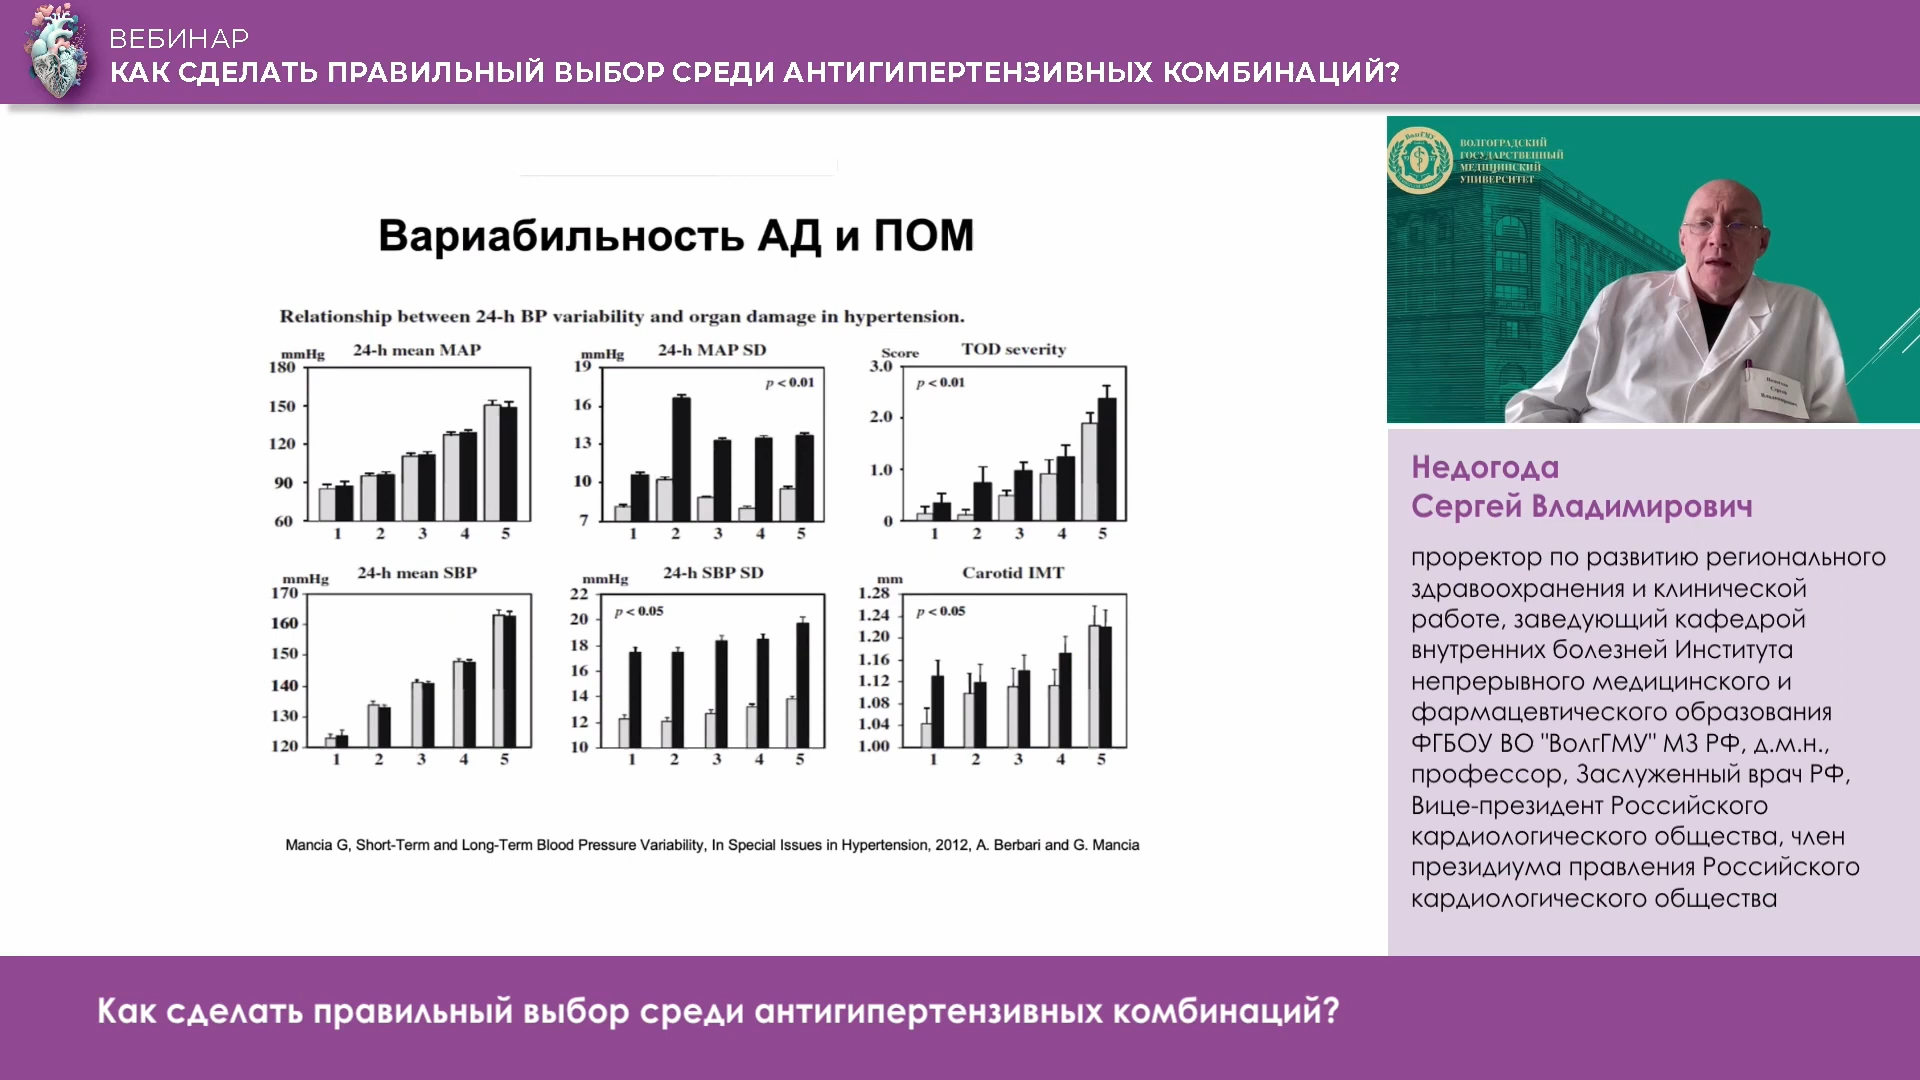 ВЕБИНАР
КАК СДЕЛАТЬ ПРАВИЛЬНЫЙ ВЫБОР СРЕДИ АНТИГИПЕРТЕНЗИВНЫХ КОМБИНАЦИЙ?
Вариабильность АД и ПОМ
Relationship between 24-h BP variability and organ damage in hypertension.
mmHg 24-h mean MAP
180
150
120
90
60
1 2 3 4 5
mmHg 24-h MAP SD
19
p < 0.01
16
13
10
7
1 2 3 4 5
Score TOD severity
3.0
p < 0.01
2.0
1.0
0
1 2 3 4 5
mmHg 24-h mean SBP
170
160
150
140
130
120
1 2 3 4 5
mmHg 24-h SBP SD
22
p < 0.05
20
18
16
14
12
10
1 2 3 4 5
mm Carotid IMT
1.28
p < 0.05
1.24
1.20
1.16
1.12
1.08
1.04
1.00
1 2 3 4 5
Mancia G, Short-Term and Long-Term Blood Pressure Variability, In Special Issues in Hypertension, 2012, A. Berbari and G. Mancia
ВолгГМУ
ВОЛГОГРАДСКИЙ
ГОСУДАРСТВЕННЫЙ
МЕДИЦИНСКИЙ
УНИВЕРСИТЕТ
Недогода
Сергей
Владимирович
Недогода
Сергей Владимирович
проректор по развитию регионального
здравоохранения и клинической
работе, заведующий кафедрой
внутренних болезней Института
непрерывного медицинского и
фармацевтического образования
ФГБОУ ВО "ВолгГМУ" МЗ РФ, д.м.н.,
профессор, Заслуженный врач РФ,
Вице-президент Российского
кардиологического общества, член
президиума правления Российского
кардиологического общества
Как сделать правильный выбор среди антигипертензивных комбинаций?